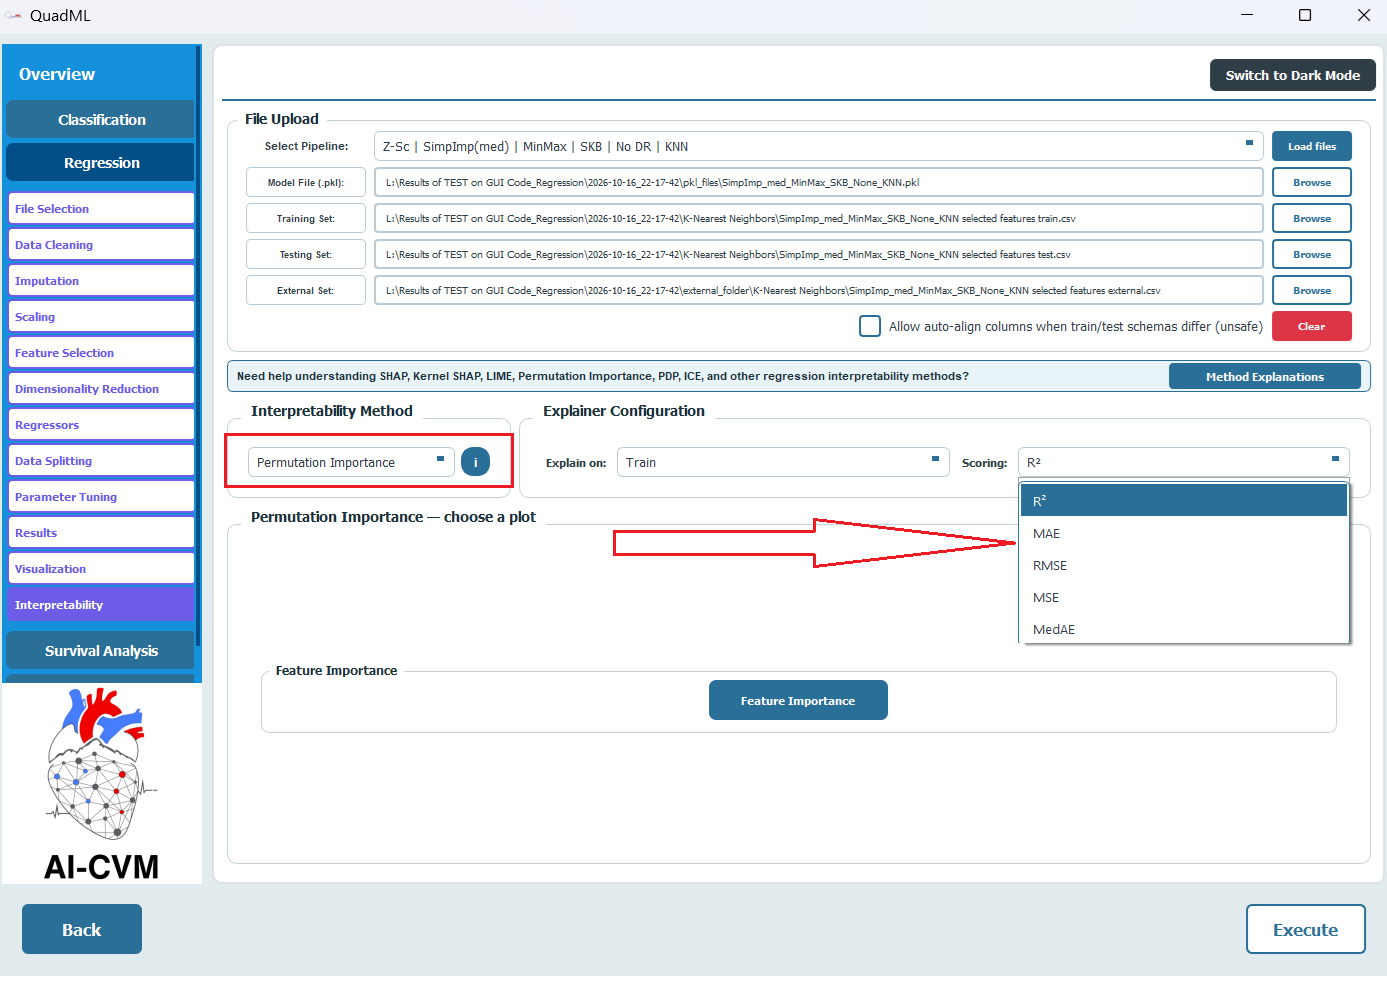 QuadML
Overview
Classification
Regression
File Selection
Data Cleaning
Imputation
Scaling
Feature Selection
Dimensionality Reduction
Regressors
Data Splitting
Parameter Tuning
Results
Visualization
Interpretability
Survival Analysis
AI-CVM
Back
Switch to Dark Mode
File Upload
Select Pipeline: Z-Sc | SimpImp(med) | MinMax | SKB | No DR | KNN Load files
Model File (.pkl): L:\Results of TEST on GUI Code_Regression\2026-10-16_22-17-42\pkl_files\SimpImp_med_MinMax_SKB_None_KNN.pkl Browse
Training Set: L:\Results of TEST on GUI Code_Regression\2026-10-16_22-17-42\K-Nearest Neighbors\SimpImp_med_MinMax_SKB_None_KNN selected features train.csv Browse
Testing Set: L:\Results of TEST on GUI Code_Regression\2026-10-16_22-17-42\K-Nearest Neighbors\SimpImp_med_MinMax_SKB_None_KNN selected features test.csv Browse
External Set: L:\Results of TEST on GUI Code_Regression\2026-10-16_22-17-42\external_folder\K-Nearest Neighbors\SimpImp_med_MinMax_SKB_None_KNN selected features external.csv Browse
Allow auto-align columns when train/test schemas differ (unsafe) Clear
Need help understanding SHAP, Kernel SHAP, LIME, Permutation Importance, PDP, ICE, and other regression interpretability methods? Method Explanations
Interpretability Method
Permutation Importance i
Explainer Configuration
Explain on: Train Scoring: R²
R²
MAE
RMSE
MSE
MedAE
Permutation Importance — choose a plot
Feature Importance
Feature Importance
Execute